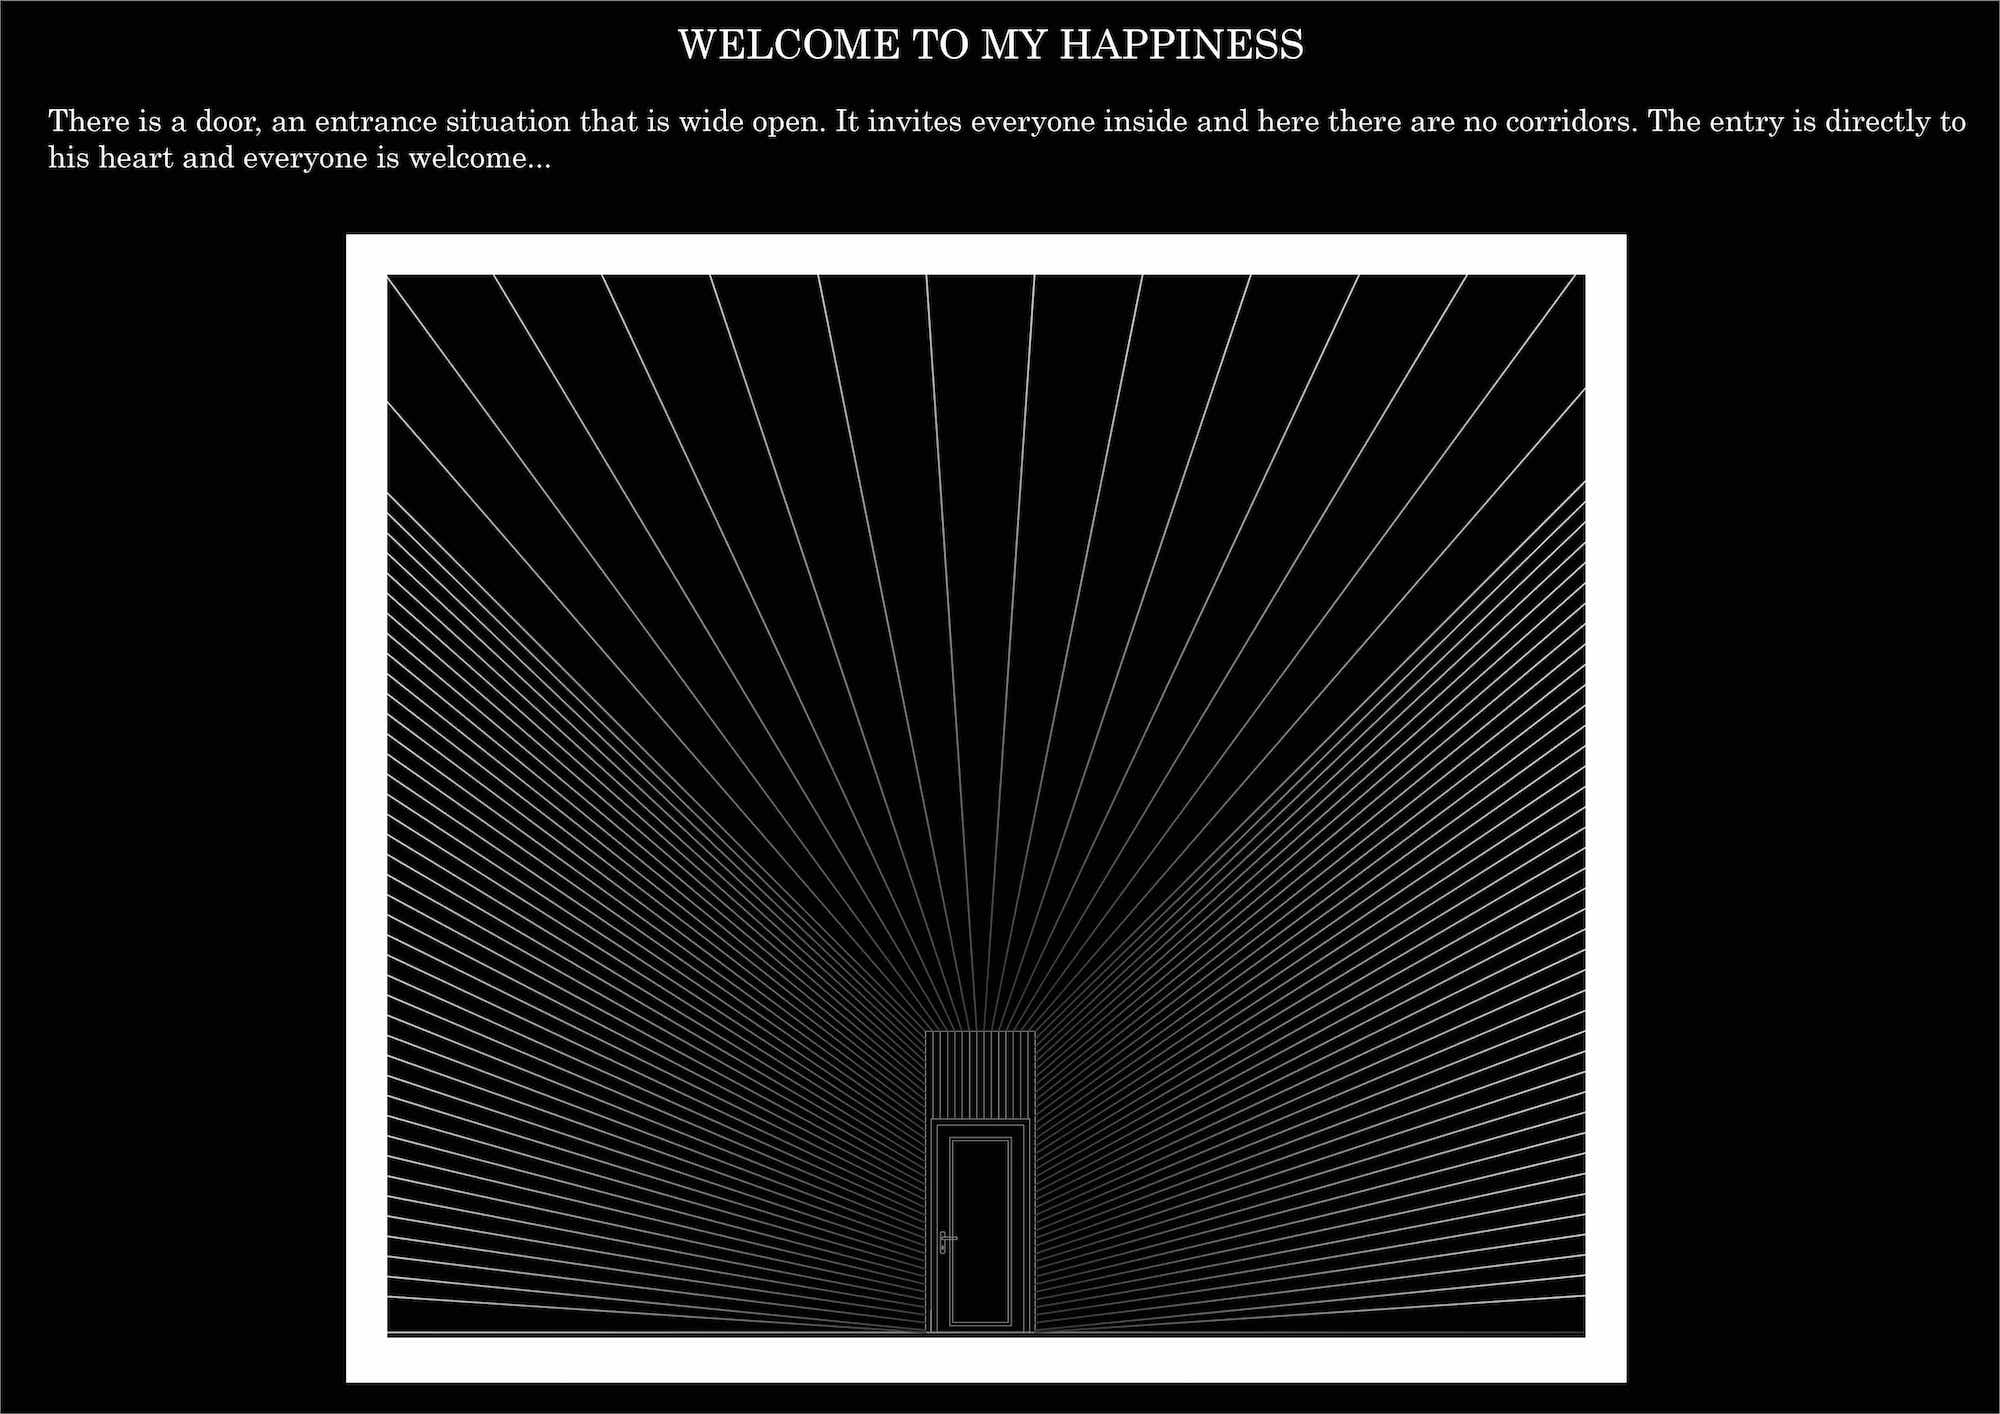 WELCOME TO MY HAPPINESS
There is a door, an entrance situation that is wide open. It invites everyone inside and here there are no corridors. The entry is directly to
his heart and everyone is welcome...